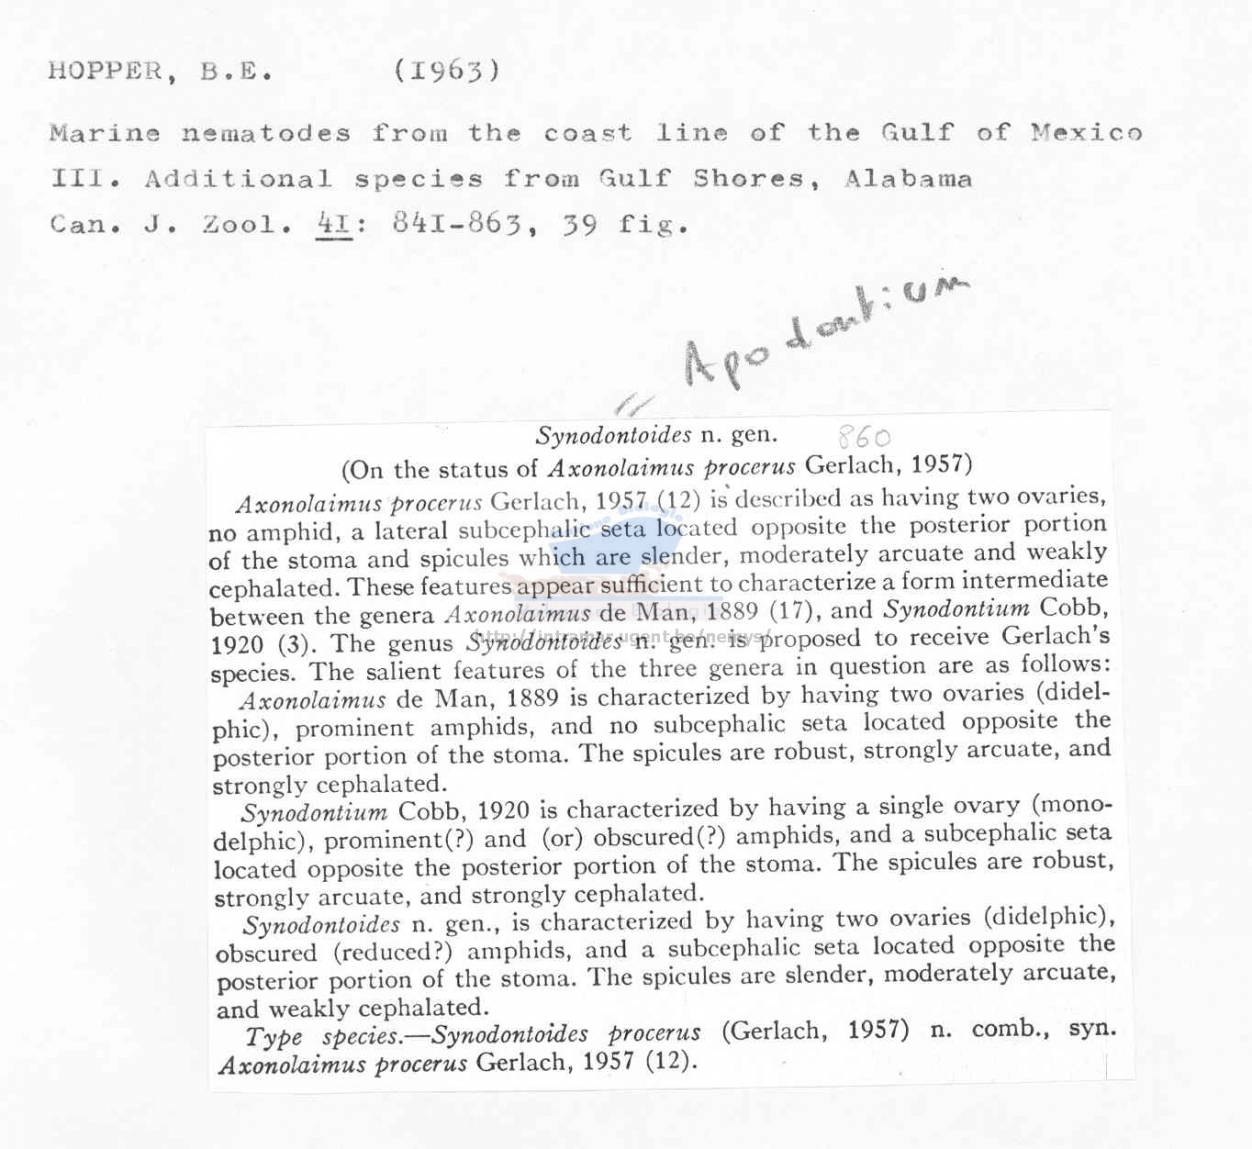 HOPPER, B.E. (I963)
Marine nematodes from the coast line of the Gulf of Mexico
III. Additional species from Gulf Shores, Alabama
Can. J. Zool. 4I: 84I-863, 39 fig.
Apodontium
Synodontoides n. gen. 860
(On the status of Axonolaimus procerus Gerlach, 1957)
Axonolaimus procerus Gerlach, 1957 (12) is described as having two ovaries,
no amphid, a lateral subcephalic seta located opposite the posterior portion
of the stoma and spicules which are slender, moderately arcuate and weakly
cephalated. These features appear sufficient to characterize a form intermediate
between the genera Axonolaimus de Man, 1889 (17), and Synodontium Cobb,
1920 (3). The genus Synodontoides n. gen. is proposed to receive Gerlach's
species. The salient features of the three genera in question are as follows:
Axonolaimus de Man, 1889 is characterized by having two ovaries (didel-
phic), prominent amphids, and no subcephalic seta located opposite the
posterior portion of the stoma. The spicules are robust, strongly arcuate, and
strongly cephalated.
Synodontium Cobb, 1920 is characterized by having a single ovary (mono-
delphic), prominent(?) and (or) obscured(?) amphids, and a subcephalic seta
located opposite the posterior portion of the stoma. The spicules are robust,
strongly arcuate, and strongly cephalated.
Synodontoides n. gen., is characterized by having two ovaries (didelphic),
obscured (reduced?) amphids, and a subcephalic seta located opposite the
posterior portion of the stoma. The spicules are slender, moderately arcuate,
and weakly cephalated.
Type species.—Synodontoides procerus (Gerlach, 1957) n. comb., syn.
Axonolaimus procerus Gerlach, 1957 (12).